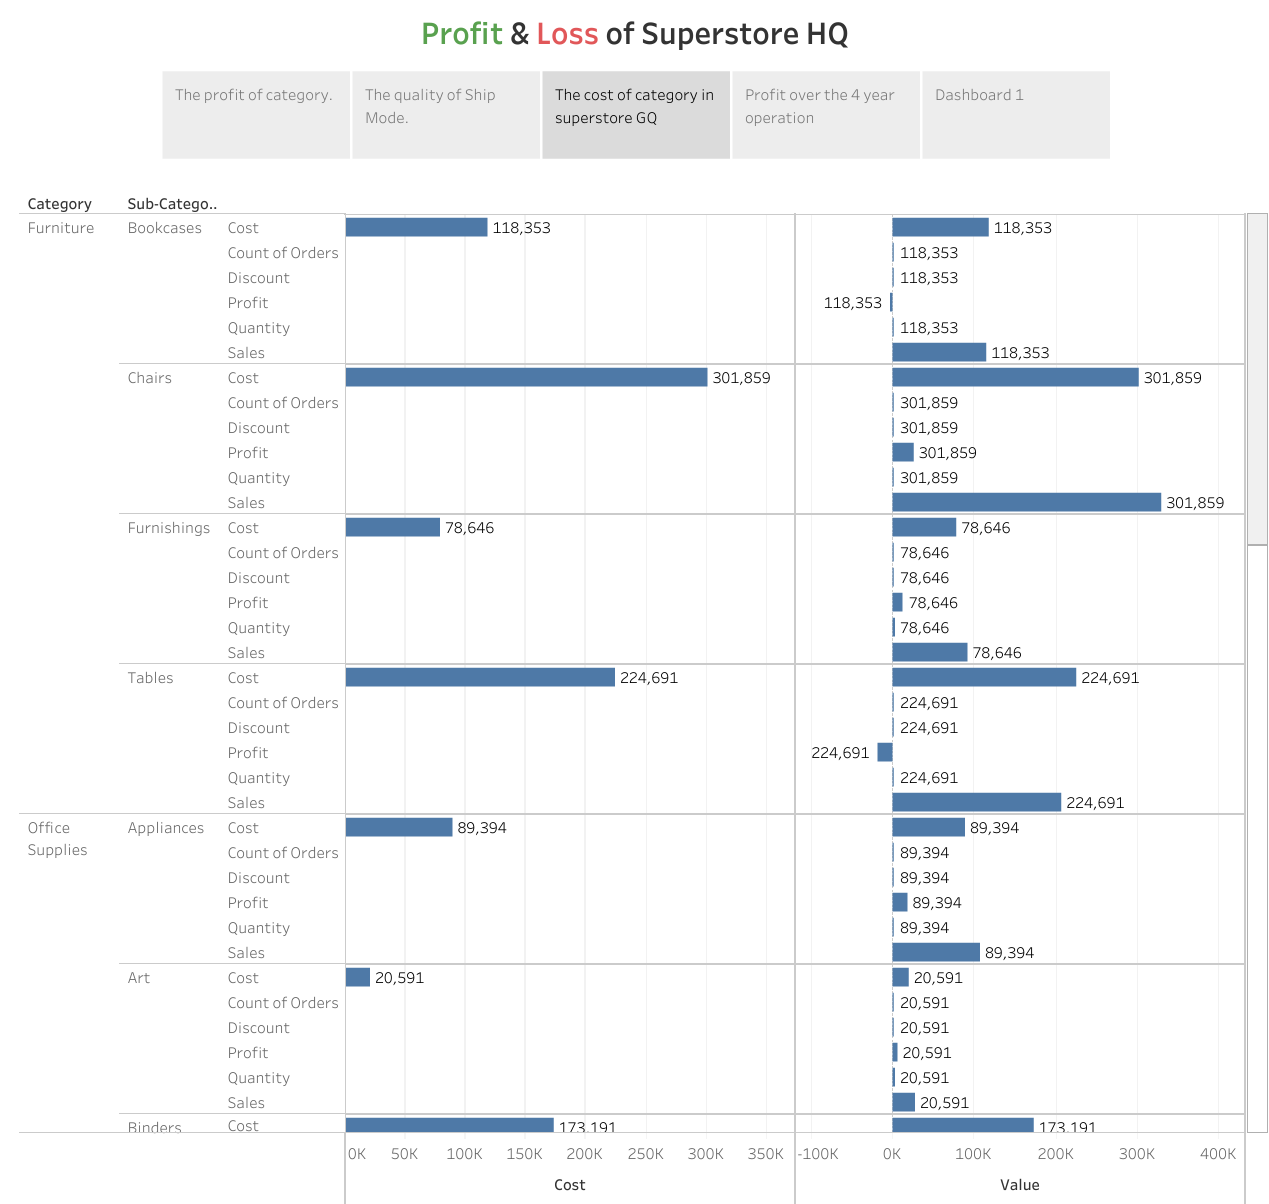 Profit & Loss of Superstore HQ
The profit of category.
The quality of Ship
Mode.
The cost of category in
superstore GQ
Profit over the 4 year
operation
Dashboard 1
Category Sub-Catego..
Furniture Bookcases Cost 118,353 118,353
Count of Orders 118,353
Discount 118,353
Profit 118,353
Quantity 118,353
Sales 118,353
Chairs Cost 301,859 301,859
Count of Orders 301,859
Discount 301,859
Profit 301,859
Quantity 301,859
Sales 301,859
Furnishings Cost 78,646 78,646
Count of Orders 78,646
Discount 78,646
Profit 78,646
Quantity 78,646
Sales 78,646
Tables Cost 224,691 224,691
Count of Orders 224,691
Discount 224,691
Profit 224,691
Quantity 224,691
Sales 224,691
Office
Supplies
Appliances Cost 89,394 89,394
Count of Orders 89,394
Discount 89,394
Profit 89,394
Quantity 89,394
Sales 89,394
Art Cost 20,591 20,591
Count of Orders 20,591
Discount 20,591
Profit 20,591
Quantity 20,591
Sales 20,591
Binders Cost 173,191 173,191
0K 50K 100K 150K 200K 250K 300K 350K -100K 0K 100K 200K 300K 400K
Cost Value